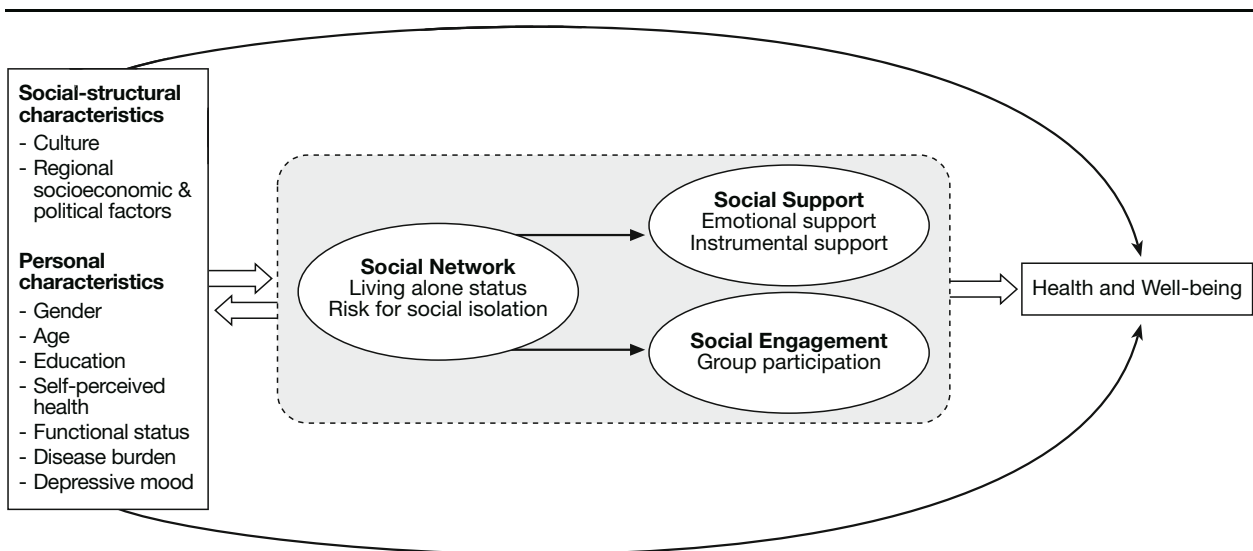 Social-structural
characteristics
- Culture
- Regional
socioeconomic &
political factors
Personal
characteristics
- Gender
- Age
- Education
- Self-perceived
health
- Functional status
- Disease burden
- Depressive mood
Social Network
Living alone status
Risk for social isolation
Social Support
Emotional support
Instrumental support
Social Engagement
Group participation
Health and Well-being